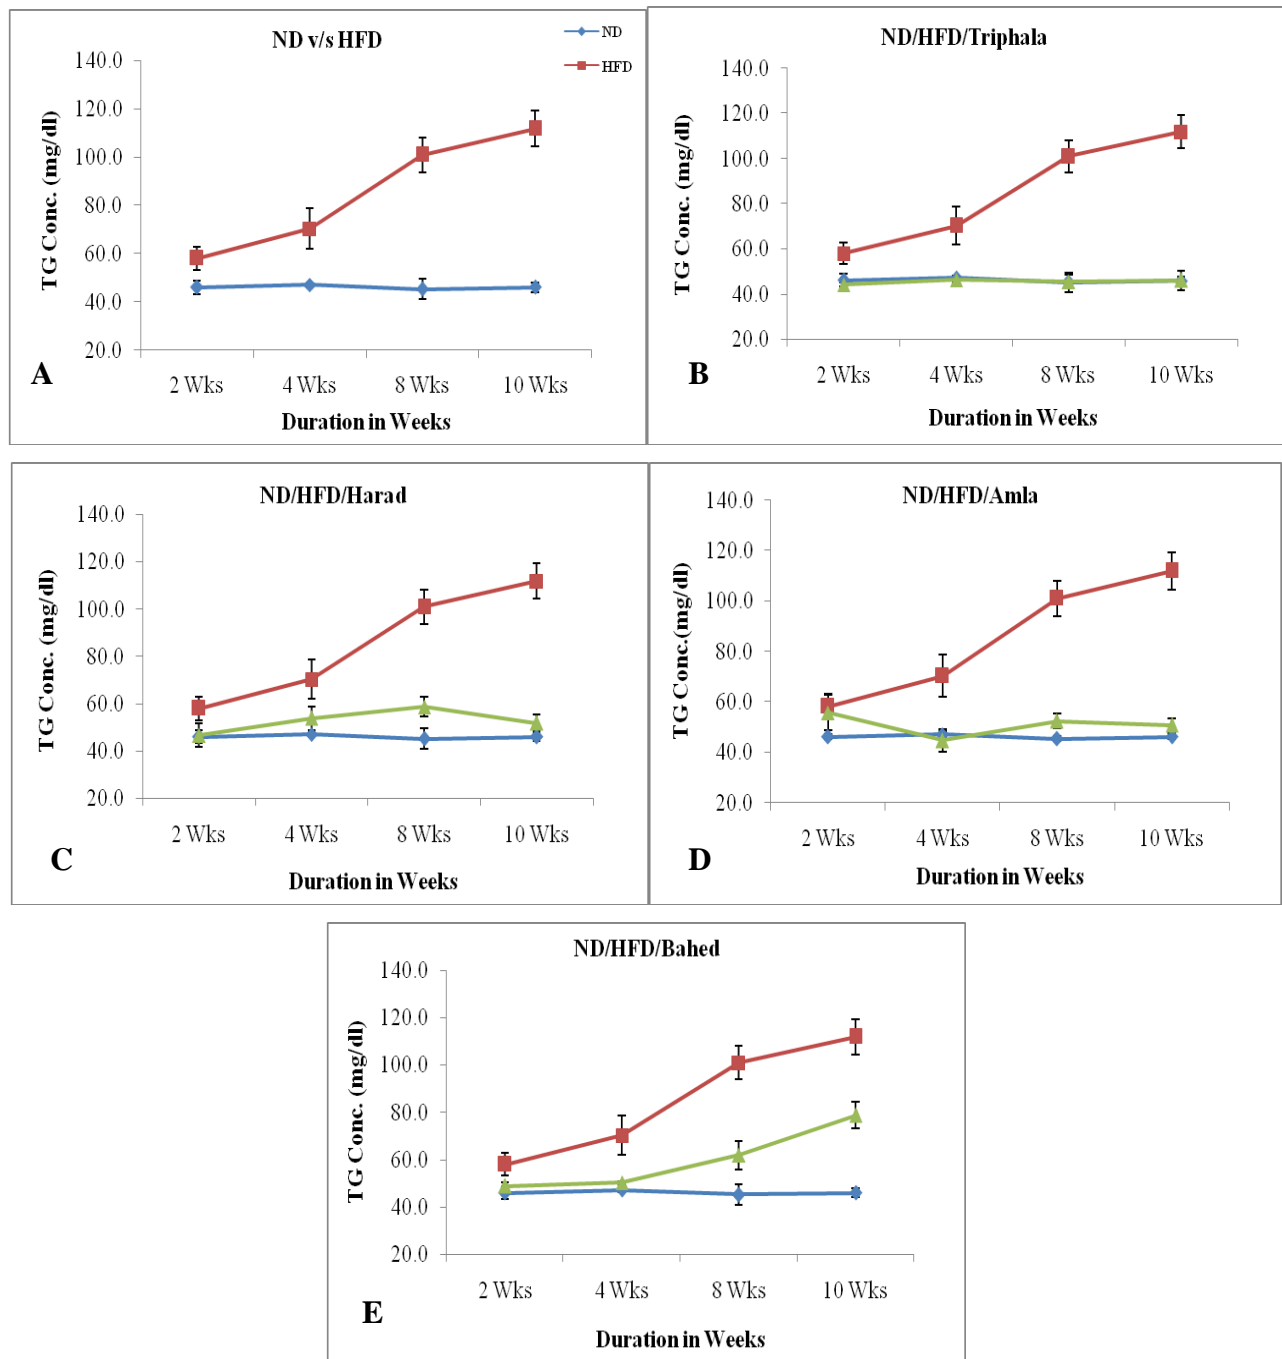 ND v/s HFD
ND
HFD
140.0
120.0
100.0
80.0
60.0
40.0
20.0
TG Conc. (mg/dl)
2 Wks 4 Wks 8 Wks 10 Wks
Duration in Weeks
A
ND/HFD/Triphala
140.0
120.0
100.0
80.0
60.0
40.0
20.0
TG Conc. (mg/dl)
2 Wks 4 Wks 8 Wks 10 Wks
Duration in Weeks
B
ND/HFD/Harad
140.0
120.0
100.0
80.0
60.0
40.0
20.0
TG Conc. (mg/dl)
2 Wks 4 Wks 8 Wks 10 Wks
Duration in Weeks
C
ND/HFD/Amla
140.0
120.0
100.0
80.0
60.0
40.0
20.0
TG Conc.(mg/dl)
2 Wks 4 Wks 8 Wks 10 Wks
Duration in Weeks
D
ND/HFD/Bahed
140.0
120.0
100.0
80.0
60.0
40.0
20.0
TG Conc. (mg/dl)
2 Wks 4 Wks 8 Wks 10 Wks
Duration in Weeks
E